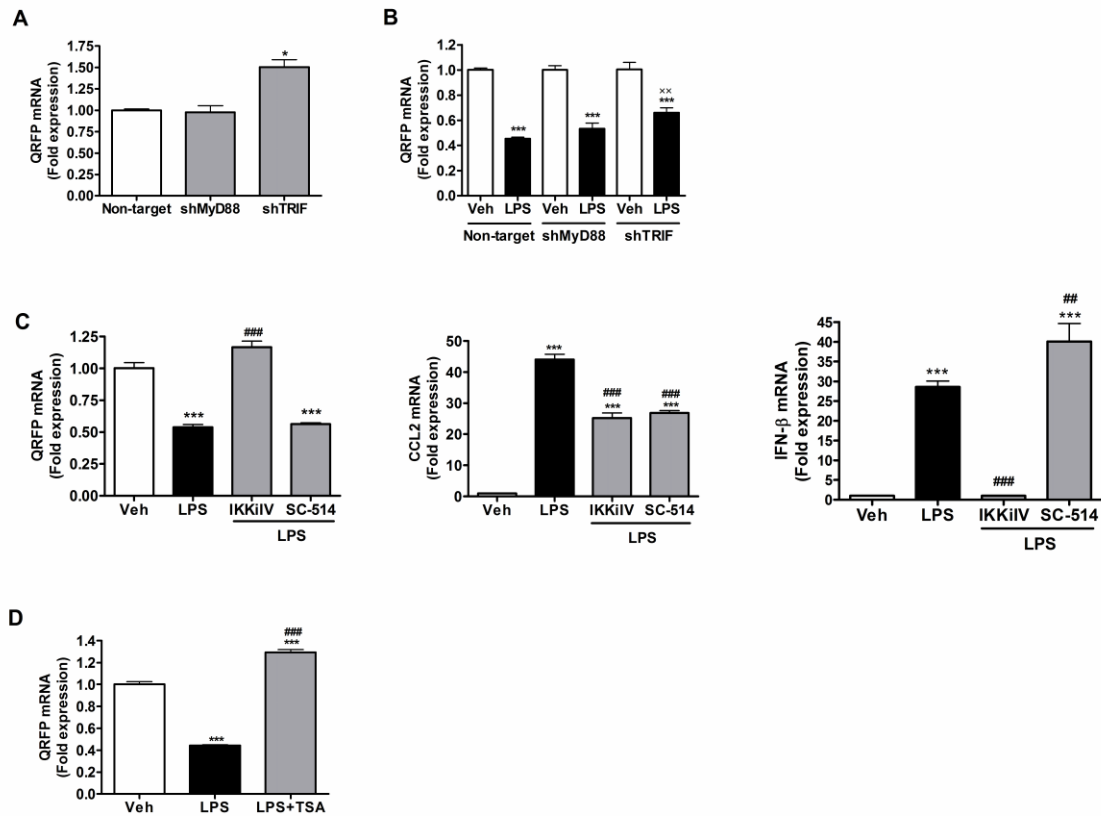 A
QRFP mRNA
(Fold expression)
1.75
1.50
1.25
1.00
0.75
0.50
0.25
0.00
*
Non-target shMyD88 shTRIF
B
QRFP mRNA
(Fold expression)
1.2
1.0
0.8
0.6
0.4
0.2
0.0
*** *** ×× ***
Veh LPS Veh LPS Veh LPS
Non-target shMyD88 shTRIF
C
QRFP mRNA
(Fold expression)
1.25
1.00
0.75
0.50
0.25
0.00
###
*** ***
Veh LPS IKKiIV SC-514
LPS
CCL2 mRNA
(Fold expression)
50
40
30
20
10
0
***
### ###
*** ***
Veh LPS IKKiIV SC-514
LPS
IFN-β mRNA
(Fold expression)
45
40
35
30
25
20
15
10
5
0
##
***
***
###
Veh LPS IKKiIV SC-514
LPS
D
QRFP mRNA
(Fold expression)
1.4
1.2
1.0
0.8
0.6
0.4
0.2
0.0
###
***
***
Veh LPS LPS+TSA